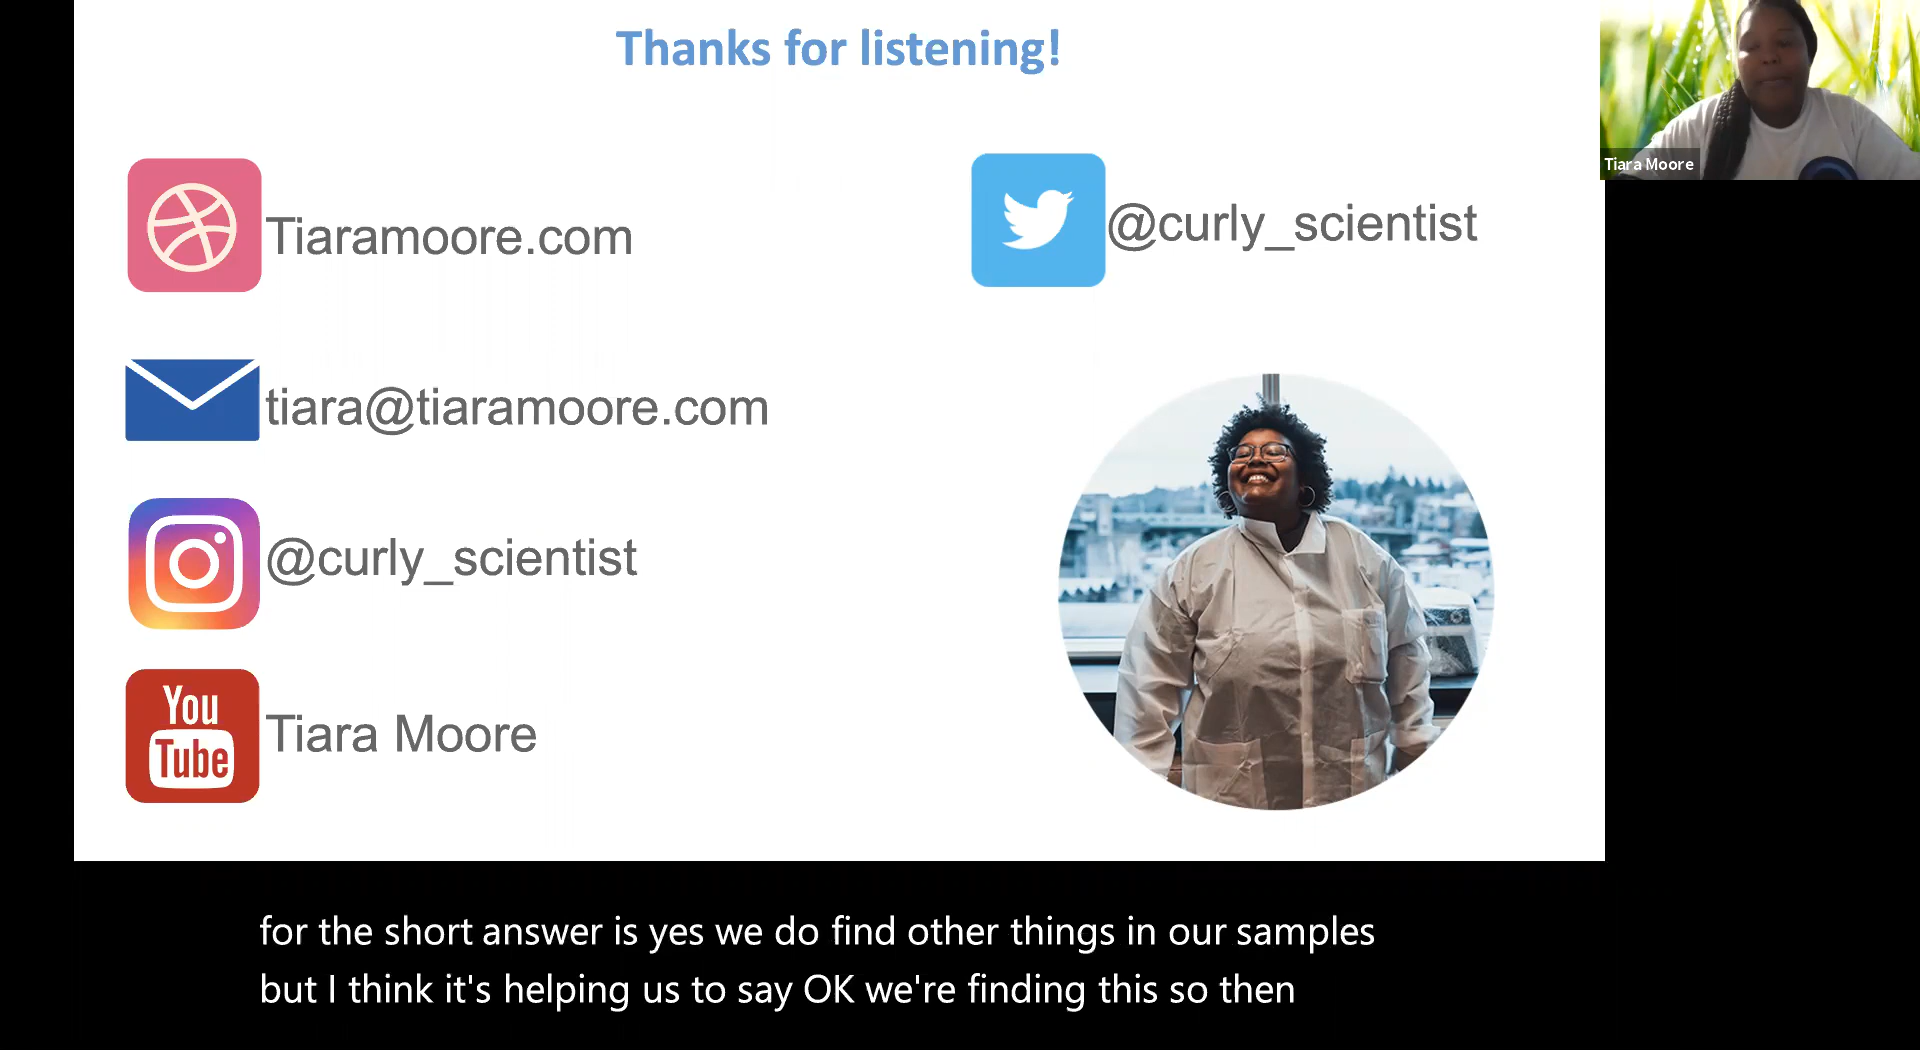 Thanks for listening!
Tiaramoore.com
@curly_scientist
tiara@tiaramoore.com
@curly_scientist
You
Tube
Tiara Moore
Tiara Moore
for the short answer is yes we do find other things in our samples
but I think it's helping us to say OK we're finding this so then